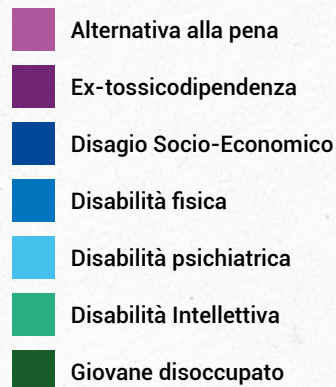 Alternativa alla pena
Ex-tossicodipendenza
Disagio Socio-Economico
Disabilità fisica
Disabilità psichiatrica
Disabilità Intellettiva
Giovane disoccupato